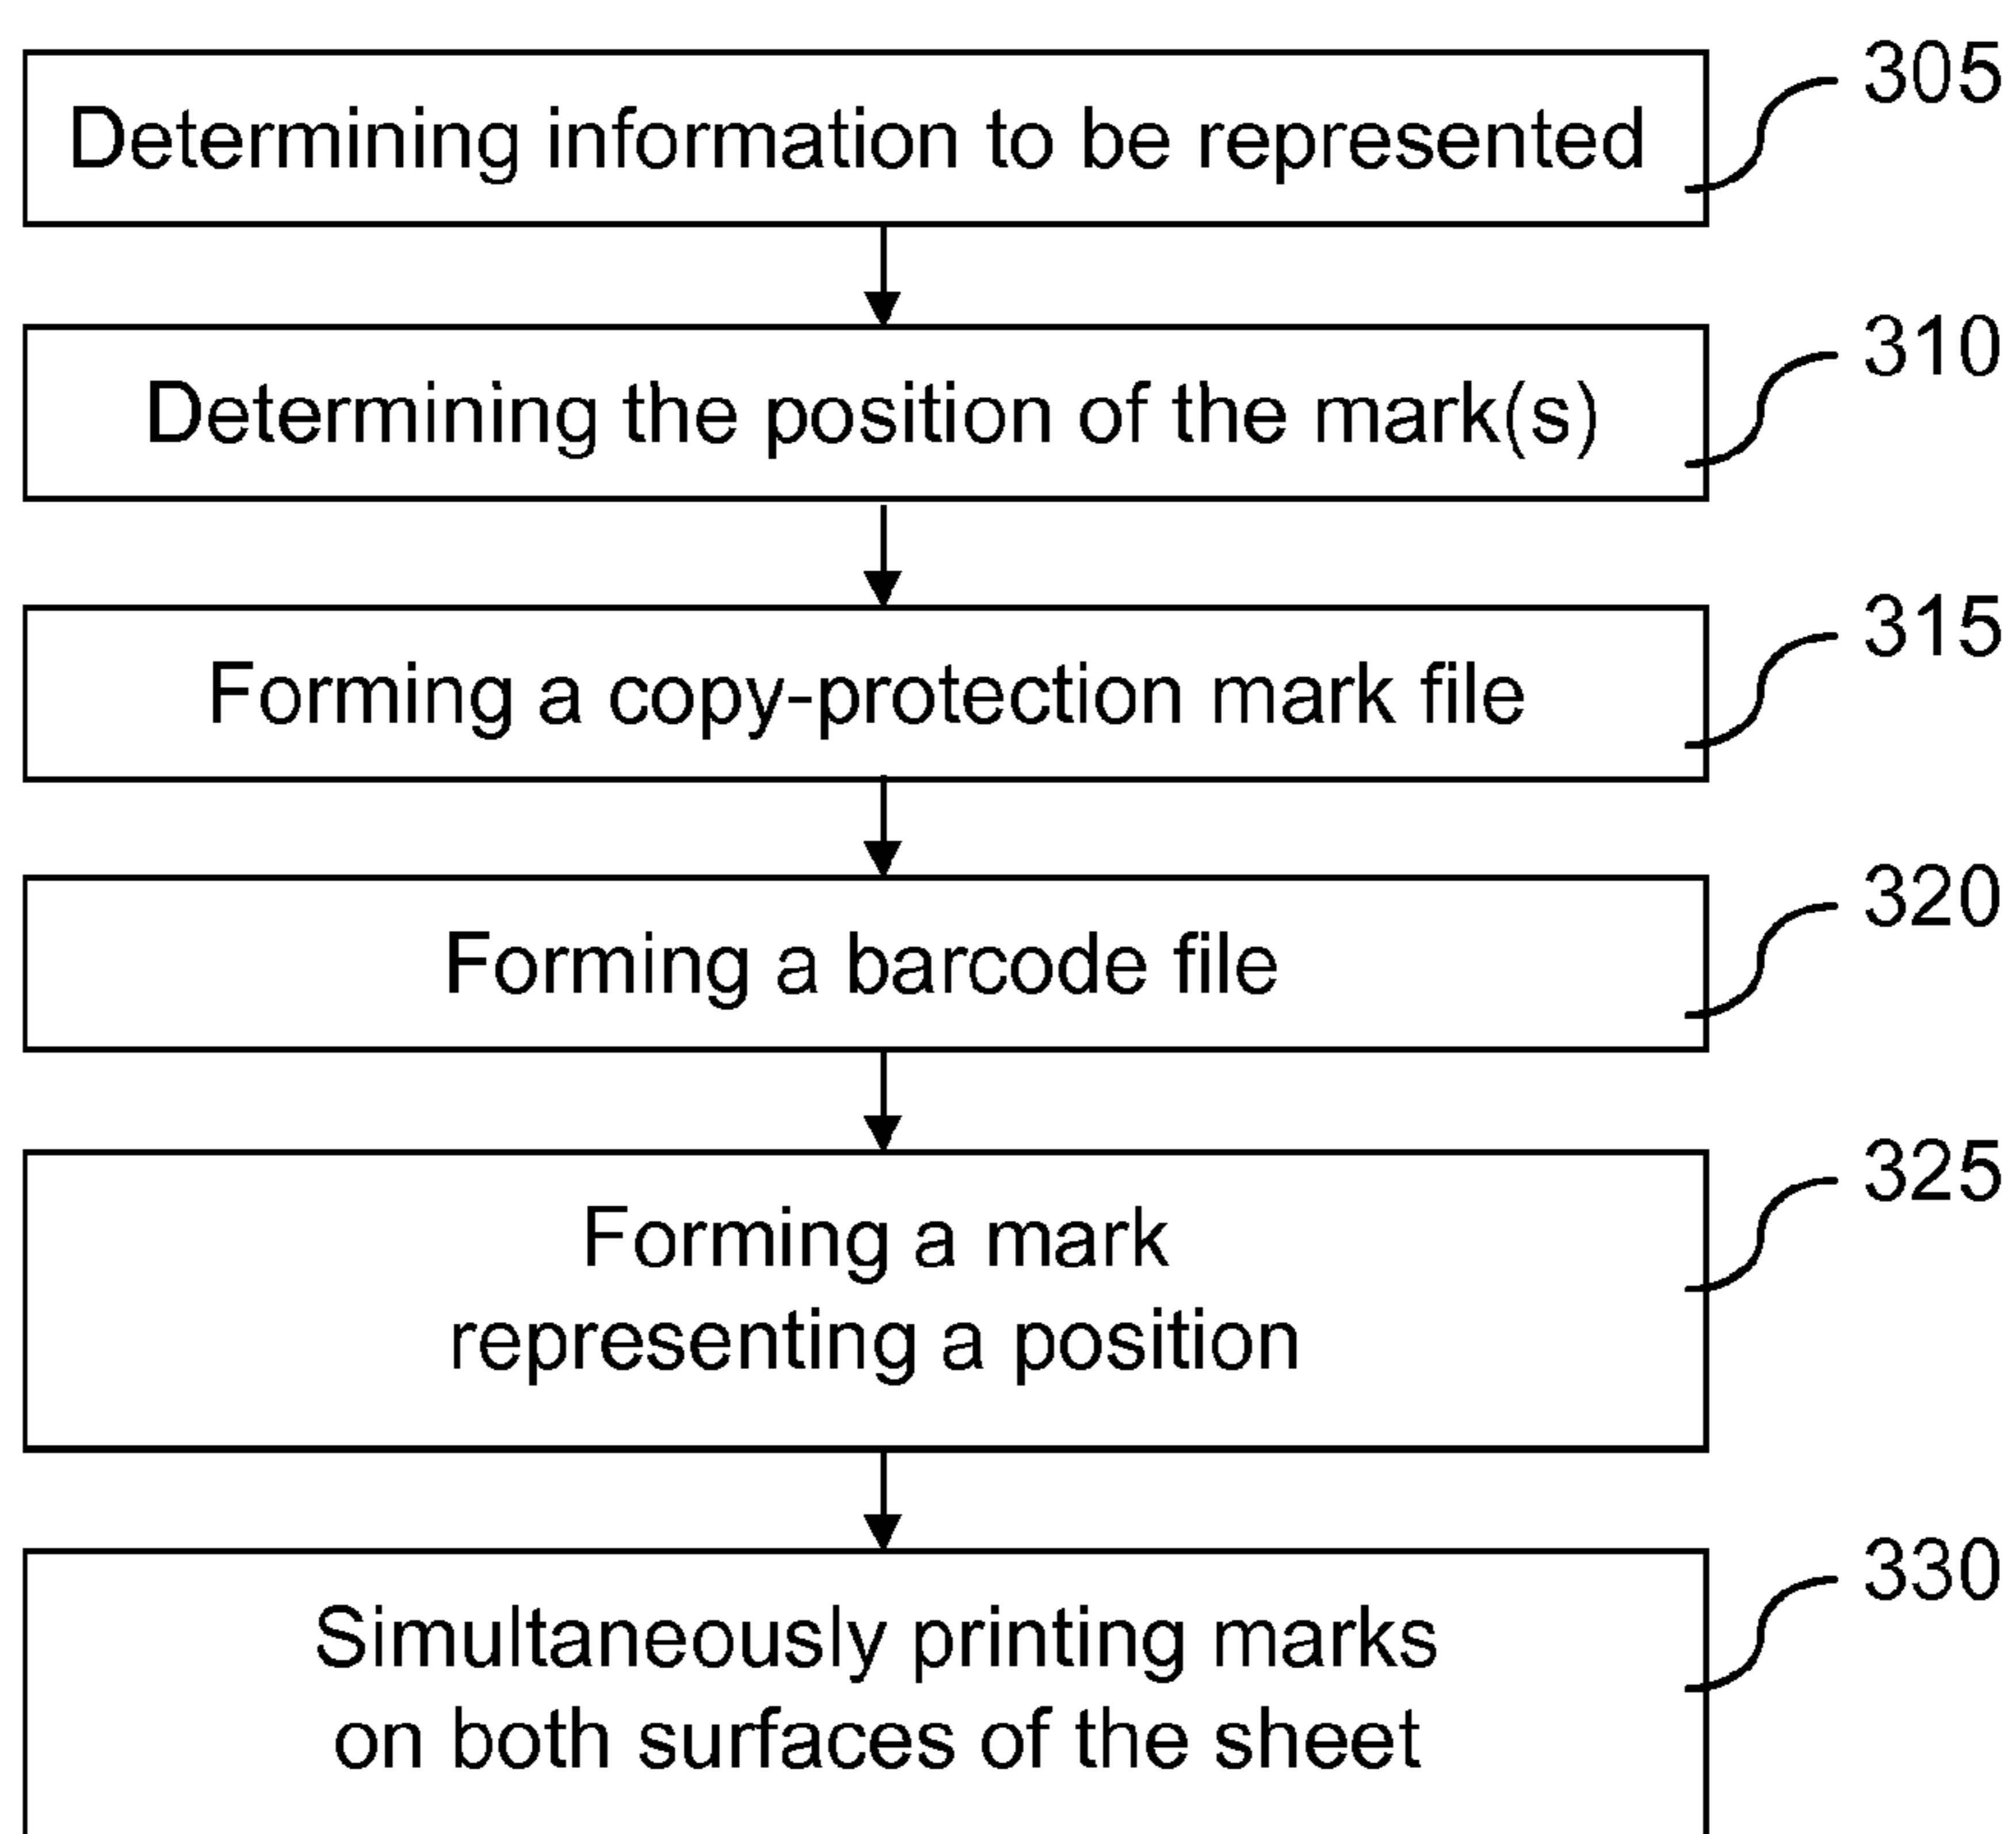 305
Determining information to be represented
310
Determining the position of the mark(s)
315
Forming a copy-protection mark file
320
Forming a barcode file
325
Forming a mark
representing a position
330
Simultaneously printing marks
on both surfaces of the sheet